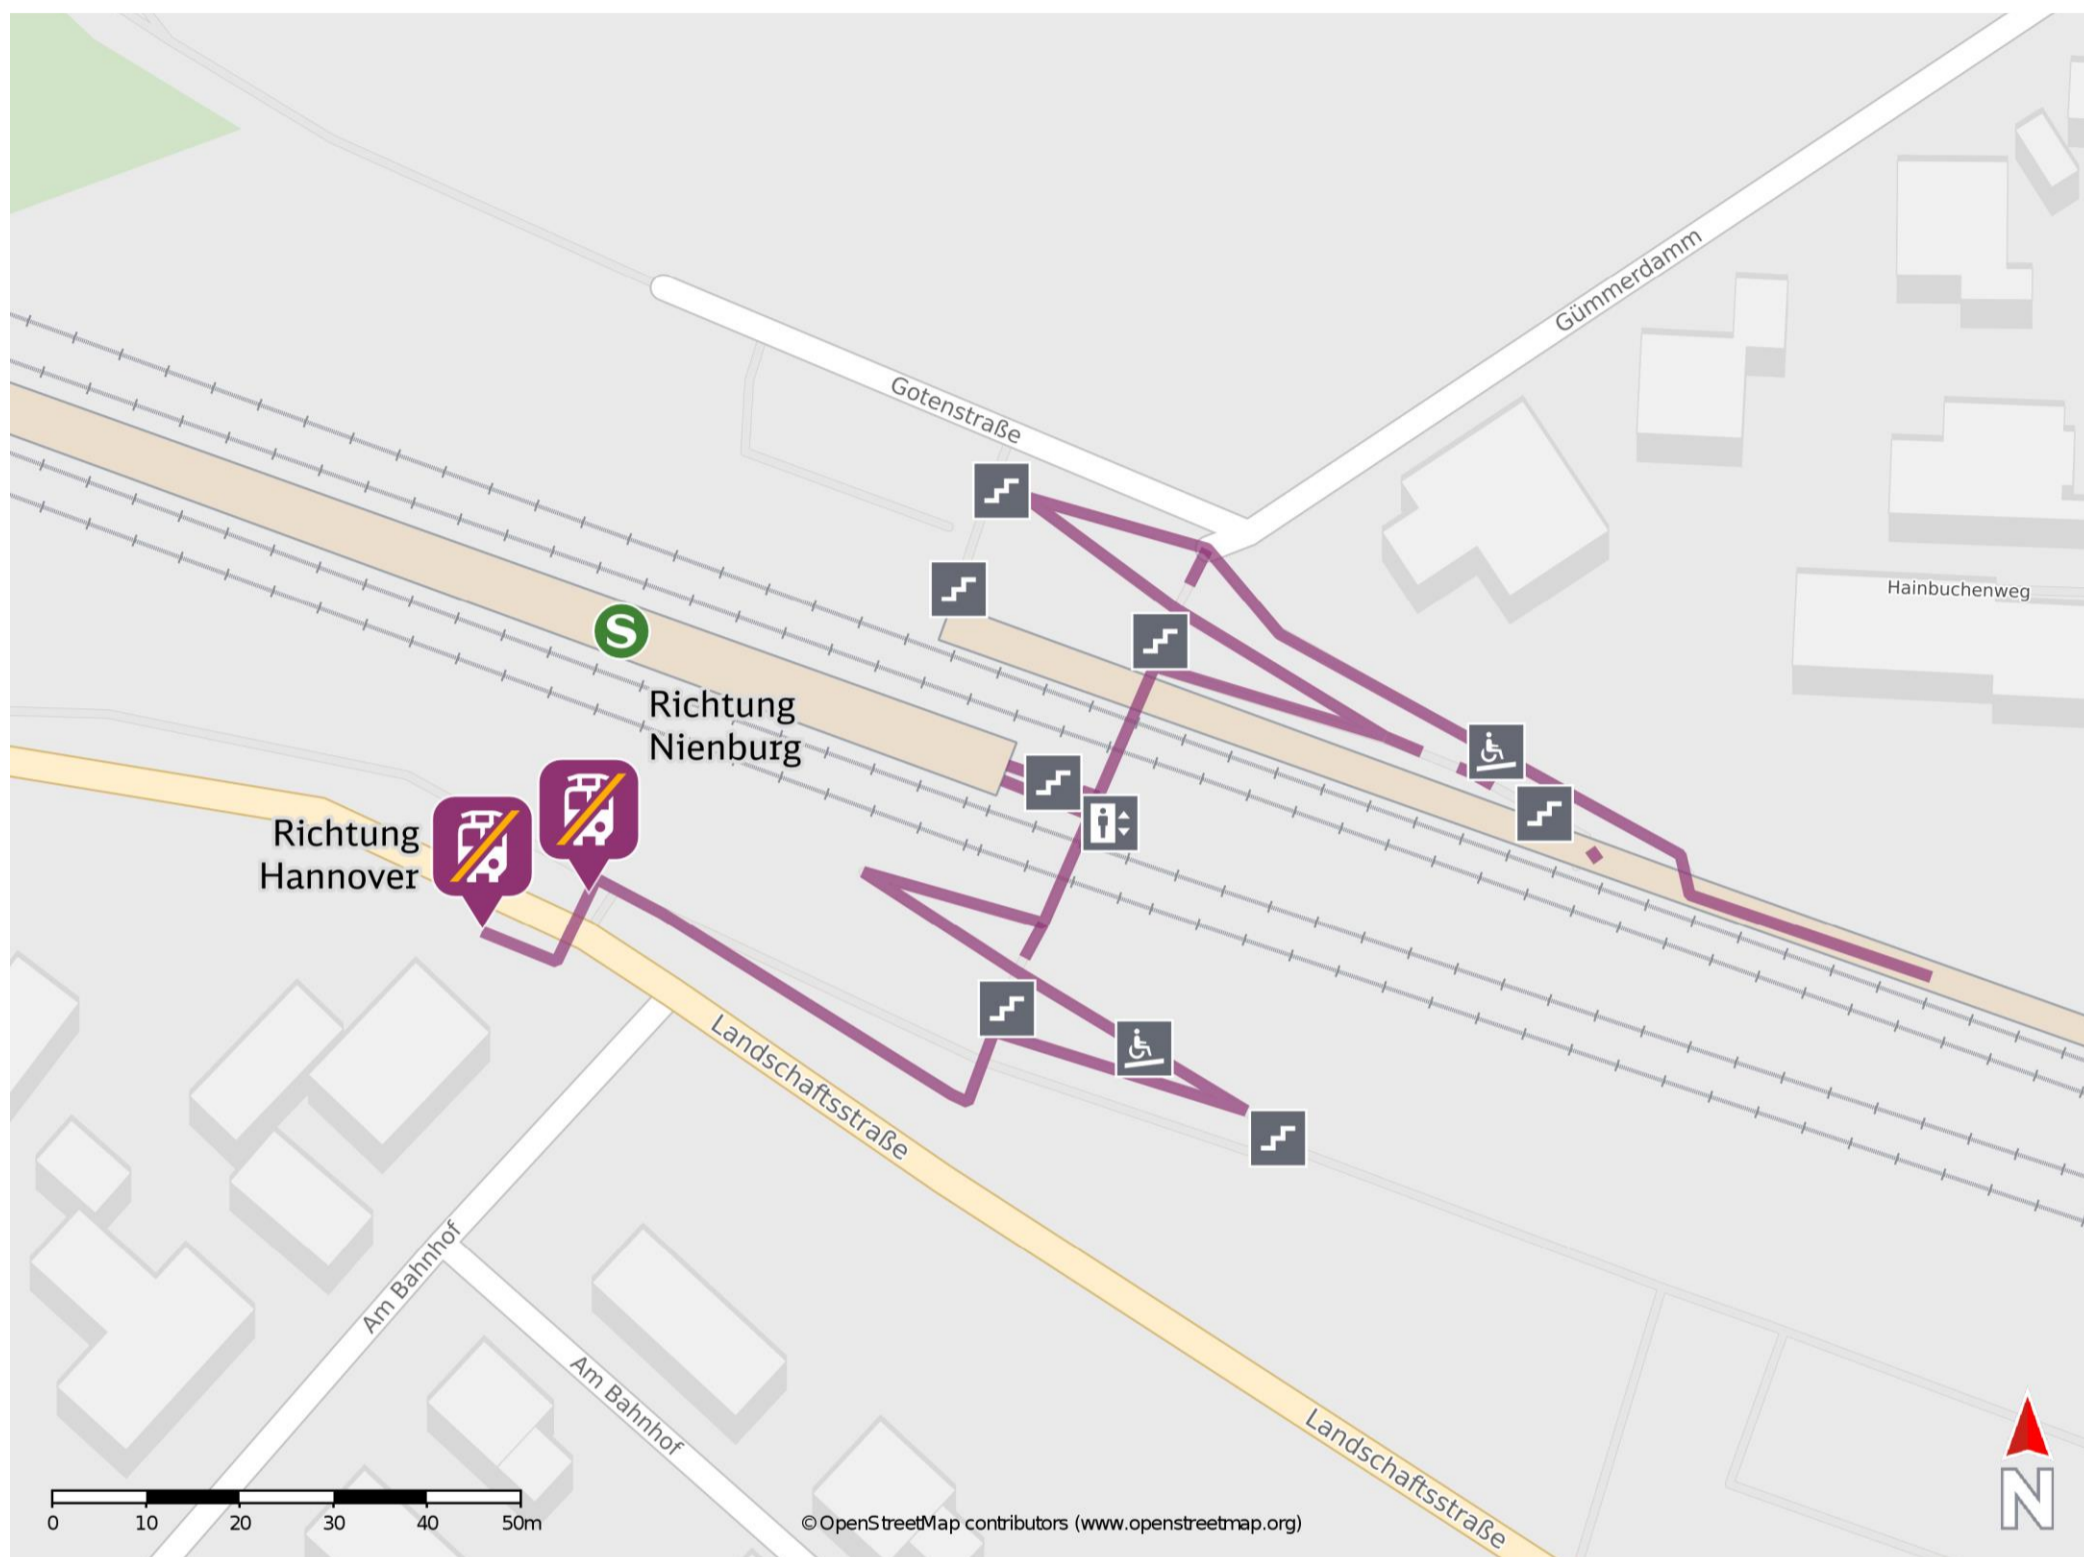 Gümmerdamm
Gotenstraße
Hainbuchenweg
S
Richtung
Nienburg
Richtung
Hannover
Landschaftsstraße
Am Bahnhof
Am Bahnhof
Landschaftsstraße
N
0 10 20 30 40 50m
© OpenStreetMap contributors (www.openstreetmap.org)